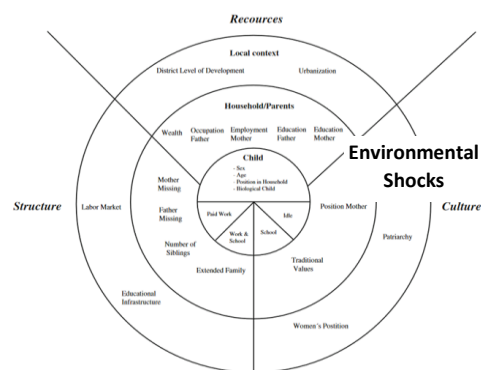 Recources
Local context
District Level of Development
Urbanization
Household/Parents
Wealth
Occupation
Father
Employment
Mother
Education
Father
Education
Mother
Child
- Sex
- Age
- Position in Household
- Biological Child
Environmental
Shocks
Mother
Missing
Structure
Labor Market
Father
Missing
Paid Work
Idle
Position Mother
Culture
Work &
School
School
Patriarchy
Number of
Siblings
Extended Family
Traditional
Values
Educational
Infrastructure
Women's Postition